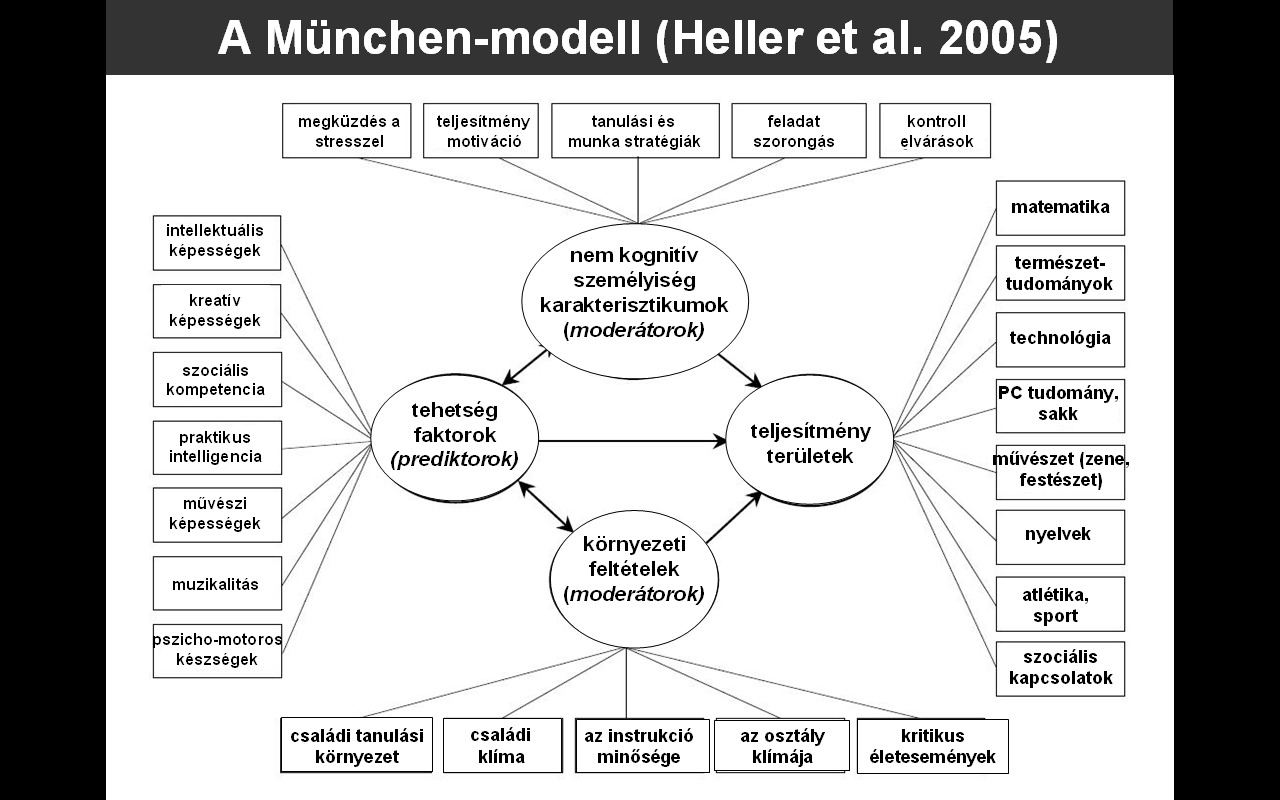 A München-modell (Heller et al. 2005)
megküzdés a
stresszel
teljesítmény
motiváció
tanulási és
munka stratégiák
feladat
szorongás
kontroll
elvárások
intellektuális
képességek
kreatív
képességek
szociális
kompetencia
praktikus
intelligencia
művészi
képességek
muzikalitás
pszicho-motoros
készségek
nem kognitív
személyiség
karakterisztikumok
(moderátorok)
tehetség
faktorok
(prediktorok)
teljesítmény
területek
környezeti
feltételek
(moderátorok)
matematika
természet-
tudományok
technológia
PC tudomány,
sakk
művészet (zene,
festészet)
nyelvek
atlétika,
sport
szociális
kapcsolatok
családi tanulási
környezet
családi
klíma
az instrukció
minősége
az osztály
klímája
kritikus
életesemények